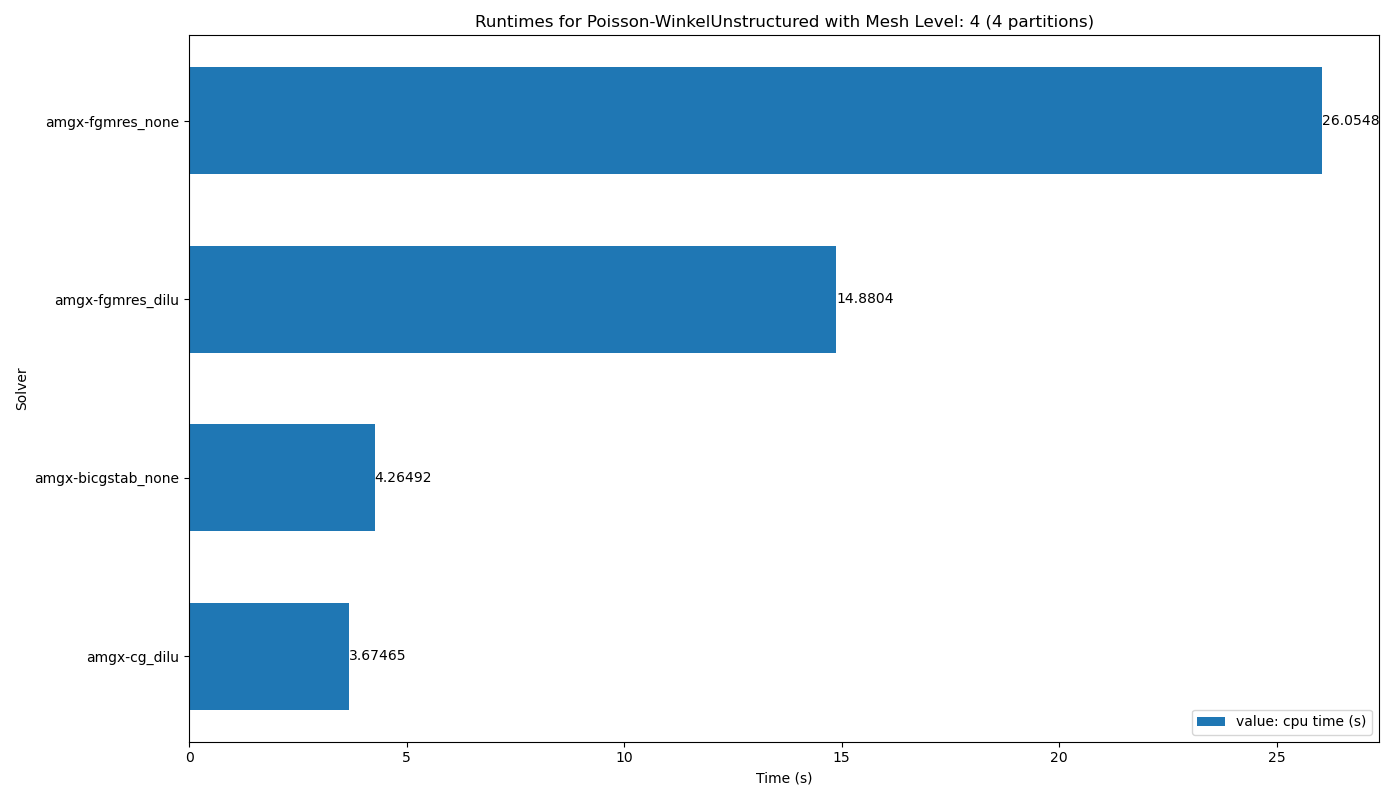 Runtimes for Poisson-WinkelUnstructured with Mesh Level: 4 (4 partitions)
amgx-fgmres_none
26.0548
amgx-fgmres_dilu
14.8804
Solver
amgx-bicgstab_none
4.26492
amgx-cg_dilu
3.67465
value: cpu time (s)
0 5 10 15 20 25
Time (s)